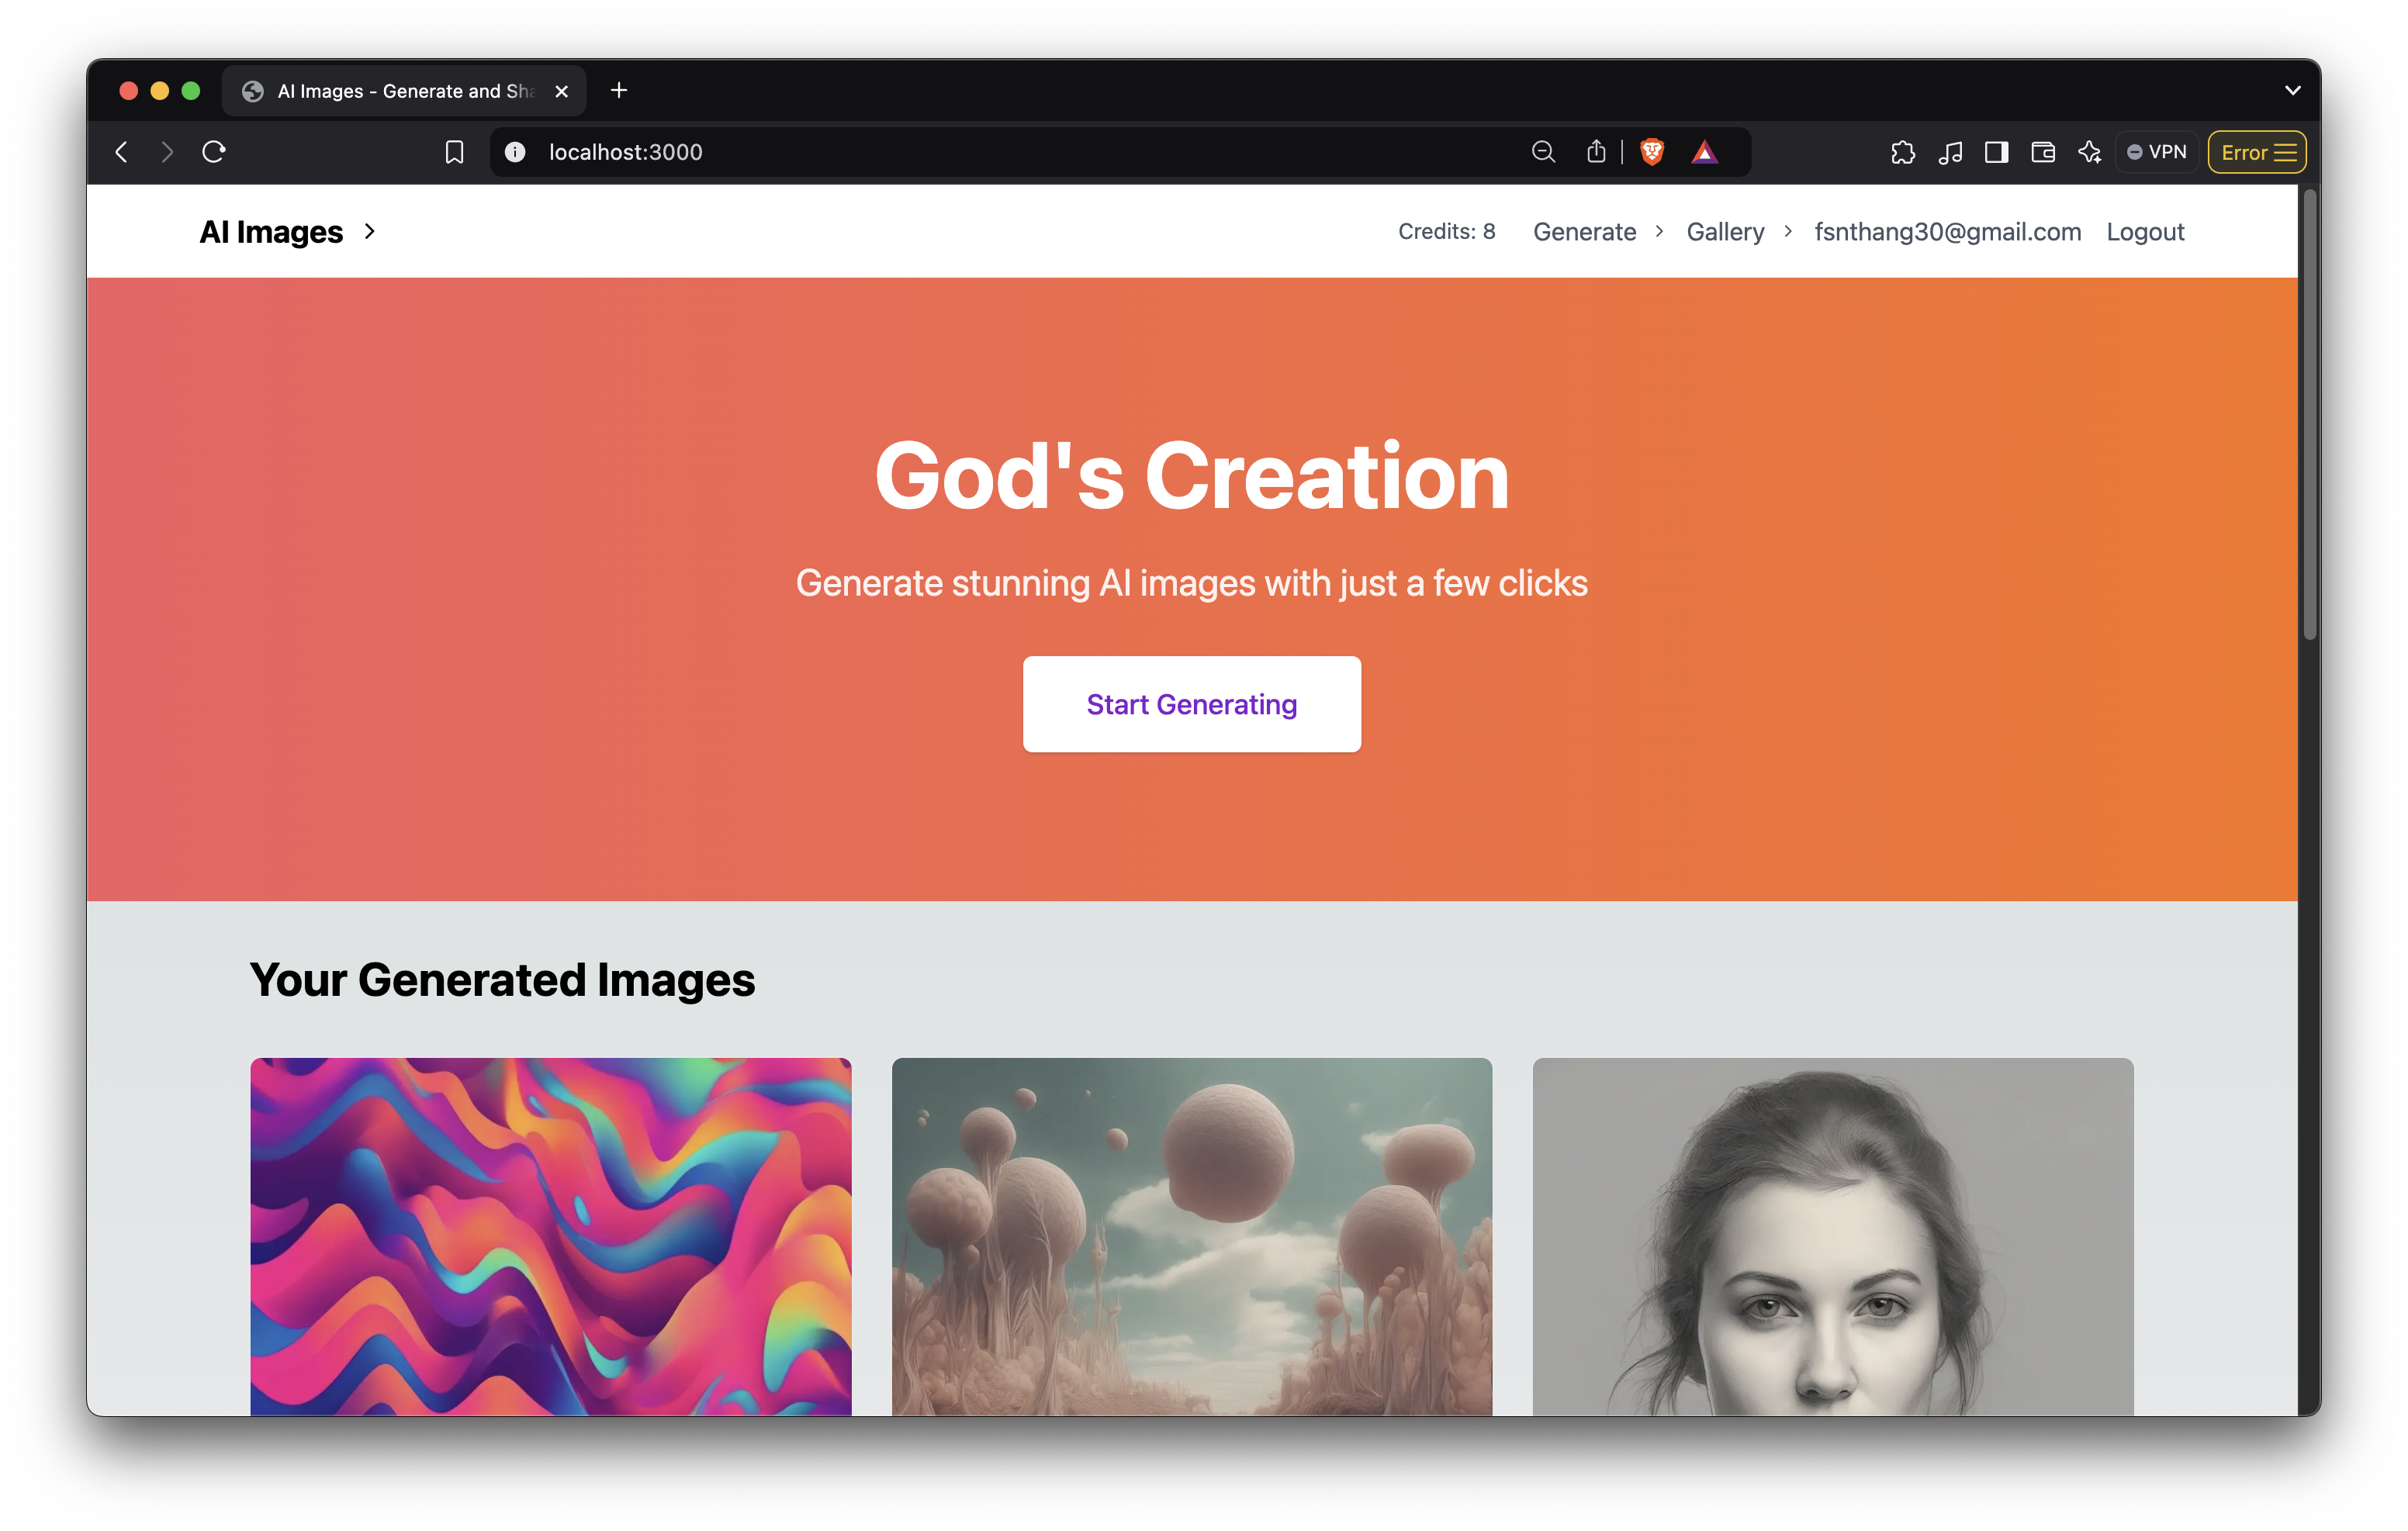 AI Images - Generate and Sha
localhost:3000
VPN
Error
AI Images
Credits: 8
Generate
Gallery
fsnthang30@gmail.com
Logout
God's Creation
Generate stunning AI images with just a few clicks
Start Generating
Your Generated Images